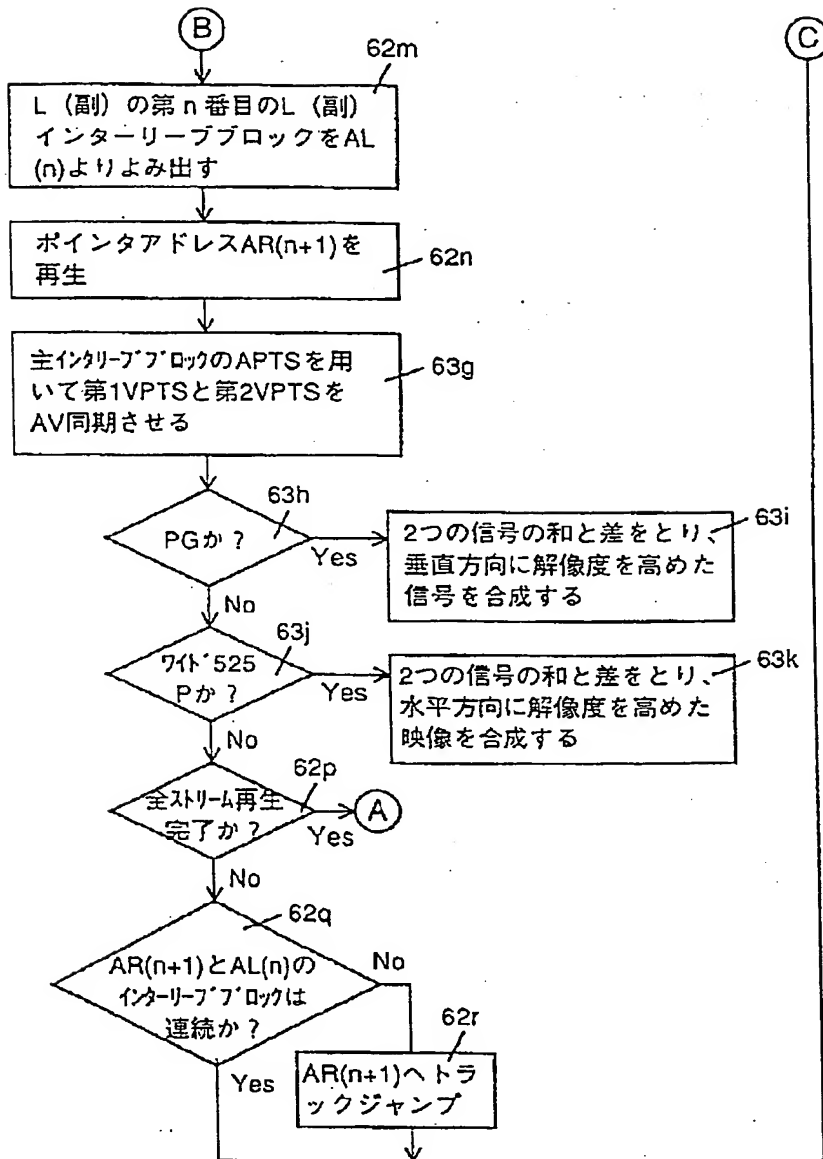 B
C
62m
L（副）の第n番目のL（副）
インターリーブブロックをAL
(n)よりよみ出す
ポインタアドレスAR(n+1)を
再生
62n
主ｲﾝﾀﾘｰﾌﾞﾌﾞﾛｯｸのAPTSを用
いて第1VPTSと第2VPTSを
AV同期させる
63g
63h
PGか？
Yes
No
2つの信号の和と差をとり、
垂直方向に解像度を高めた
信号を合成する
63i
63j
ﾜｲﾄﾞ525
Pか？
Yes
No
2つの信号の和と差をとり、
水平方向に解像度を高めた
映像を合成する
63k
62p
全ｽﾄﾘｰﾑ再生
完了か？
Yes
A
No
62q
AR(n+1)とAL(n)の
ｲﾝﾀｰﾘｰﾌﾞﾌﾞﾛｯｸは
連続か？
No
Yes
62r
AR(n+1)へトラ
ックジャンプ